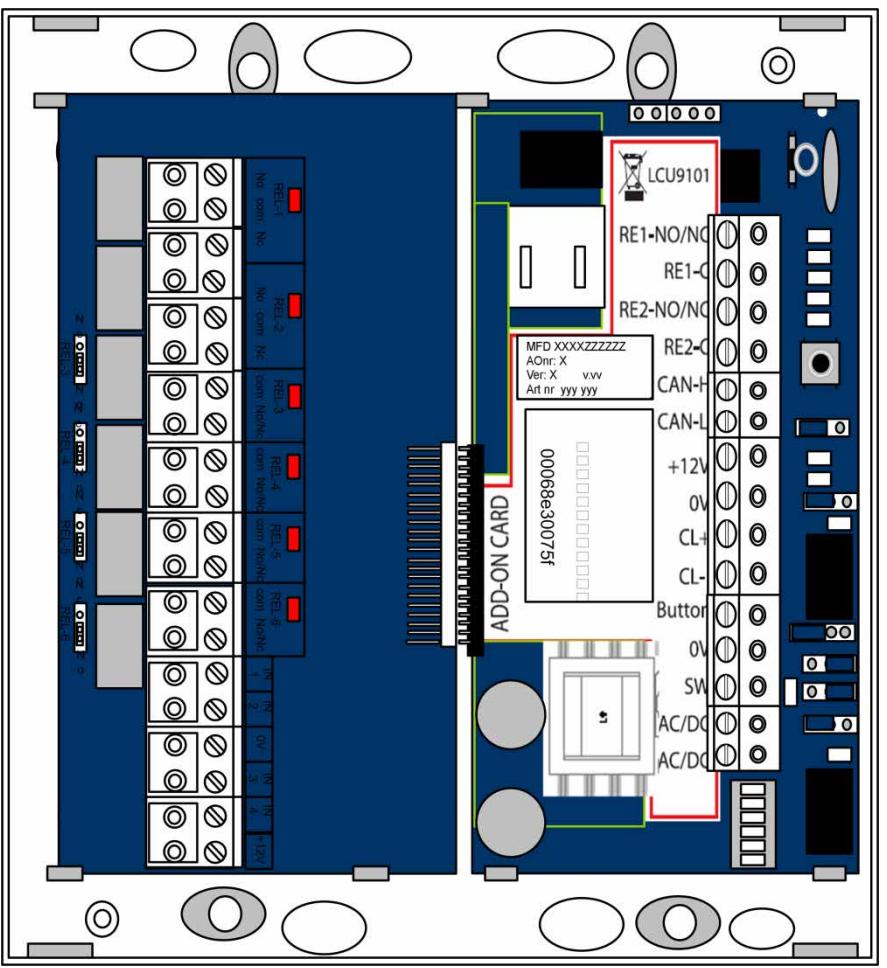 REL-1
No com Nc
REL-2
No com Nc
REL-3
com No/Nc
REL-4
com No/Nc
REL-5
com No/Nc
REL-6
com No/Nc
IN
1
IN
2
0V
IN
3
IN
4
+12V
REL-3
REL-4
REL-5
REL-6
LCU9101
RE1-NO/NC
RE1-C
RE2-NO/NC
RE2-C
CAN-H
CAN-L
+12V
0V
CL+
CL-
Button
0V
SW
AC/DC
AC/DC
MFD XXXXZZZZZZ
AOnr: X
Ver: X v.vv
Art nr yyy yyy
00068e30075f
ADD-ON CARD